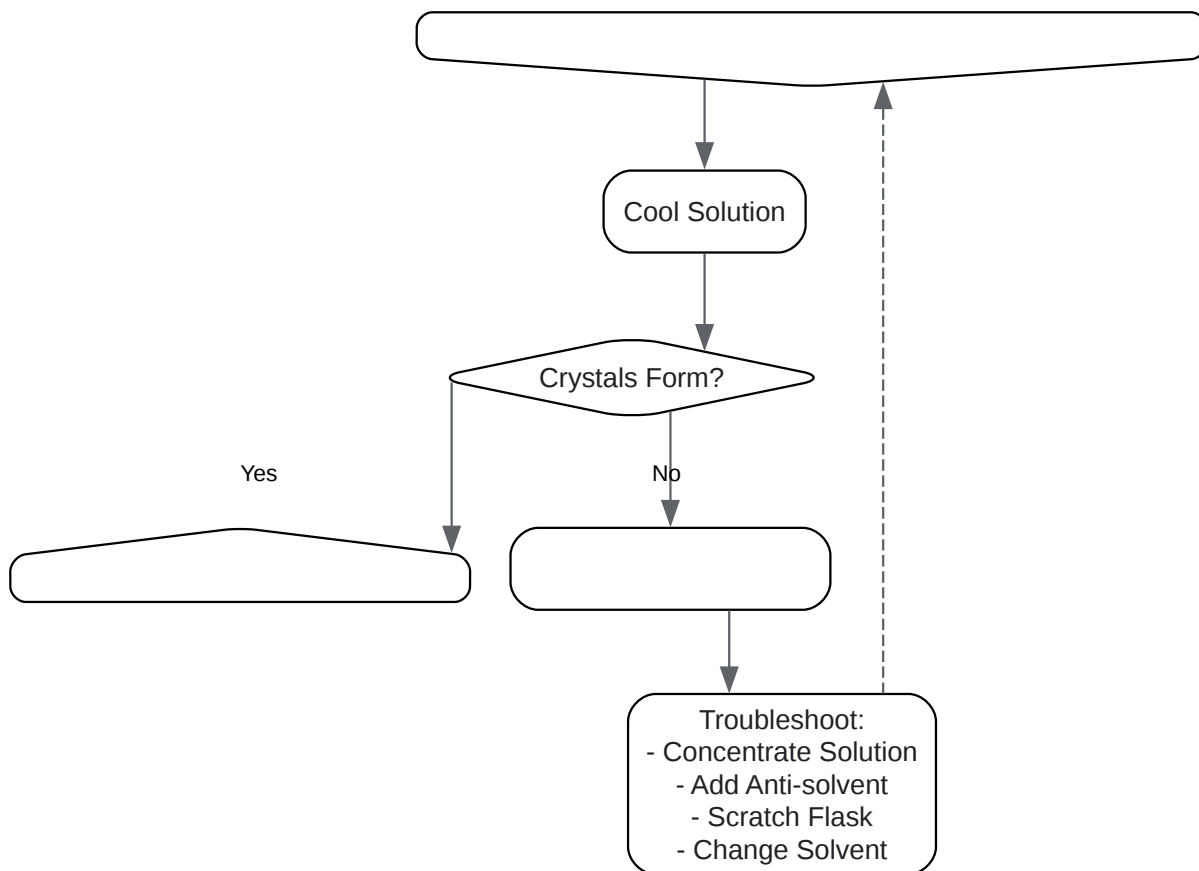 Cool Solution
Crystals Form?
Yes
No
Troubleshoot:
- Concentrate Solution
- Add Anti-solvent
- Scratch Flask
- Change Solvent